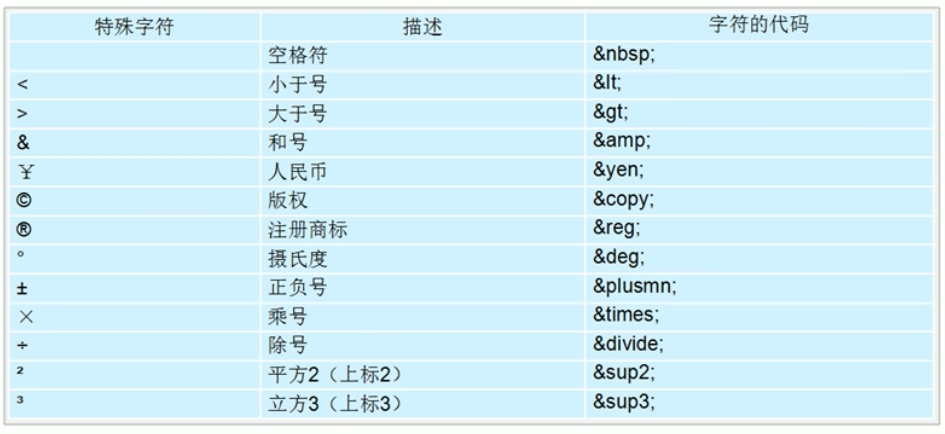 特殊字符 描述 字符的代码
空格符 &nbsp;
< 小于号 &lt;
> 大于号 &gt;
& 和号 &amp;
￥ 人民币 &yen;
© 版权 &copy;
® 注册商标 &reg;
° 摄氏度 &deg;
± 正负号 &plusmn;
× 乘号 &times;
÷ 除号 &divide;
² 平方2（上标2） &sup2;
³ 立方3（上标3） &sup3;